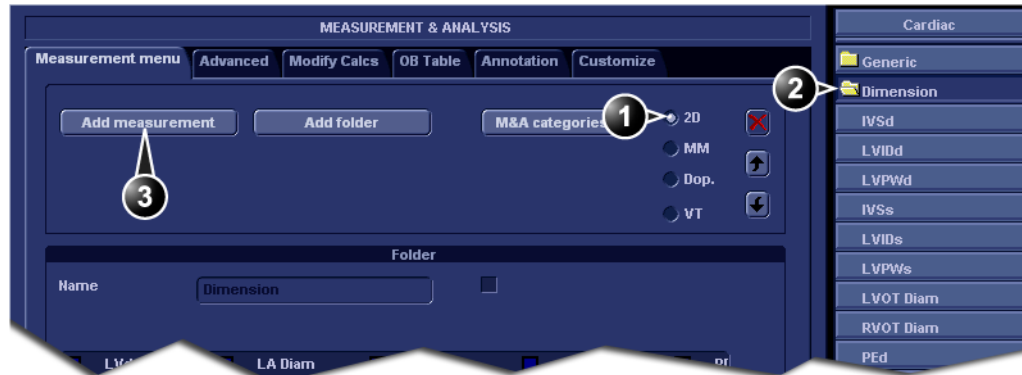 MEASUREMENT & ANALYSIS
Measurement menu Advanced Modify Calcs OB Table Annotation Customize
Add measurement Add folder M&A categories 1 2D
MM
Dop.
VT
3
Folder
Name Dimension
LA Diam
Cardiac
Generic
2 Dimension
IVSd
LVIDd
LVPWd
IVSs
LVIDs
LVPWs
LVOT Diam
RVOT Diam
PEd